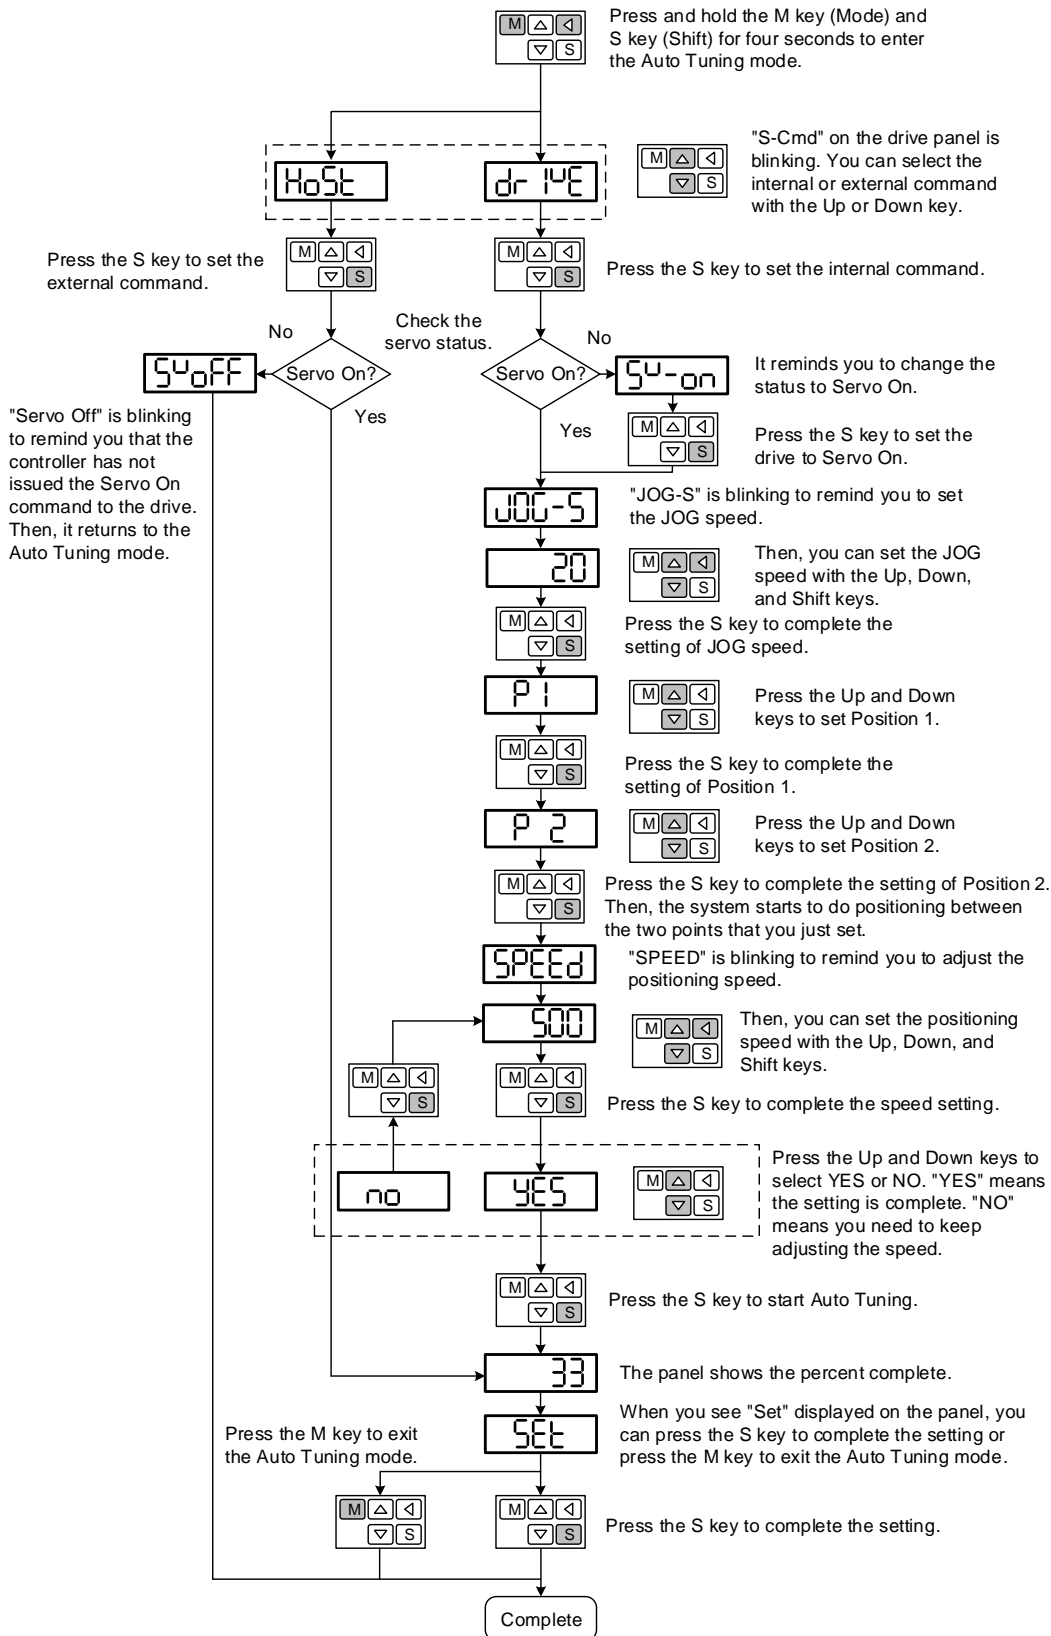 M
S
Press and hold the M key (Mode) and
S key (Shift) for four seconds to enter
the Auto Tuning mode.
HoSt
drIvE
M
S
"S-Cmd" on the drive panel is
blinking. You can select the
internal or external command
with the Up or Down key.
Press the S key to set the
external command.
M
S
M
S
Press the S key to set the internal command.
Check the
servo status.
No
Servo On?
Yes
SvoFF
"Servo Off" is blinking
to remind you that the
controller has not
issued the Servo On
command to the drive.
Then, it returns to the
Auto Tuning mode.
Servo On?
No
Yes
Sv-on
It reminds you to change the
status to Servo On.
M
S
Press the S key to set the
drive to Servo On.
JOG-S
"JOG-S" is blinking to remind you to set
the JOG speed.
20
M
S
Then, you can set the JOG
speed with the Up, Down,
and Shift keys.
M
S
Press the S key to complete the
setting of JOG speed.
P1
M
S
Press the Up and Down
keys to set Position 1.
M
S
Press the S key to complete the
setting of Position 1.
P 2
M
S
Press the Up and Down
keys to set Position 2.
M
S
Press the S key to complete the setting of Position 2.
Then, the system starts to do positioning between
the two points that you just set.
SPEEd
"SPEED" is blinking to remind you to adjust the
positioning speed.
500
M
S
Then, you can set the positioning
speed with the Up, Down, and
Shift keys.
M
S
M
S
Press the S key to complete the speed setting.
no
YES
M
S
Press the Up and Down keys to
select YES or NO. "YES" means
the setting is complete. "NO"
means you need to keep
adjusting the speed.
M
S
Press the S key to start Auto Tuning.
33
The panel shows the percent complete.
SEt
When you see "Set" displayed on the panel, you
can press the S key to complete the setting or
press the M key to exit the Auto Tuning mode.
Press the M key to exit
the Auto Tuning mode.
M
S
M
S
Press the S key to complete the setting.
Complete